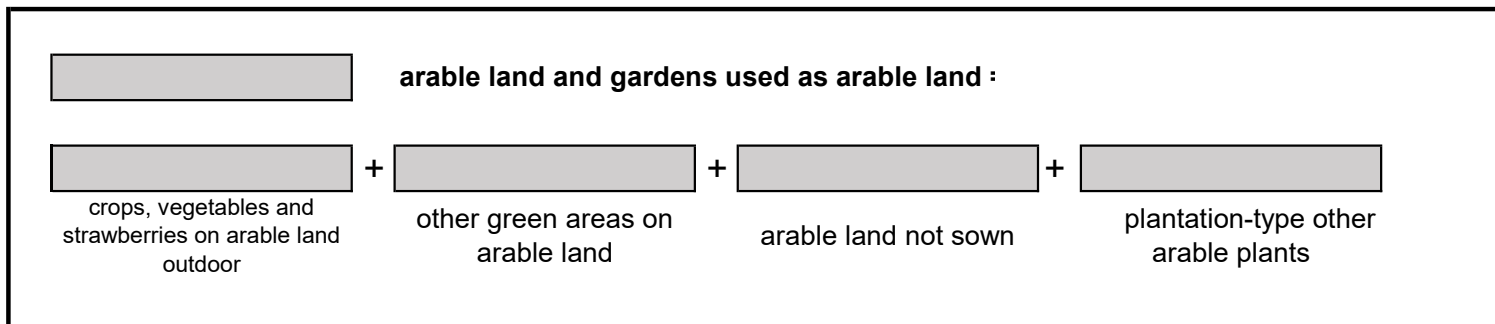 arable land and gardens used as arable land :
+ + +
crops, vegetables and
strawberries on arable land
outdoor
other green areas on
arable land
arable land not sown
plantation-type other
arable plants